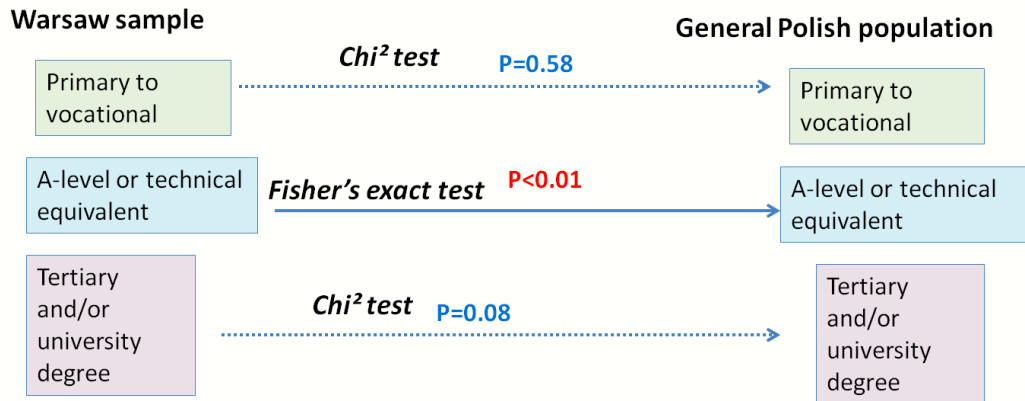 Warsaw sample
General Polish population
Chi² test
P=0.58
Primary to
vocational
Primary to
vocational
A-level or technical
equivalent
Fisher's exact test
P<0.01
A-level or technical
equivalent
Tertiary
and/or
university
degree
Chi² test
P=0.08
Tertiary
and/or
university
degree